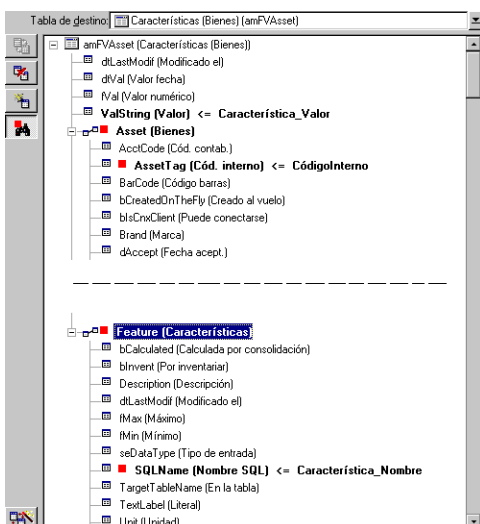 Tabla de destino: Características (Bienes) (amFVAsset)
amFVAsset (Características (Bienes))
dtLastModif (Modificado el)
dtVal (Valor fecha)
fVal (Valor numérico)
ValString (Valor) <= Característica_Valor
Asset (Bienes)
AcctCode (Cód. contab.)
AssetTag (Cód. interno) <= CódigoInterno
BarCode (Código barras)
bCreatedOnTheFly (Creado al vuelo)
bIsCnxClient (Puede conectarse)
Brand (Marca)
dAccept (Fecha acept.)
Feature (Características)
bCalculated (Calculada por consolidación)
bInvent (Por inventariar)
Description (Descripción)
dtLastModif (Modificado el)
fMax (Máximo)
fMin (Mínimo)
seDataType (Tipo de entrada)
SQLName (Nombre SQL) <= Característica_Nombre
TargetTableName (En la tabla)
TextLabel (Literal)
Unit (Unidad)